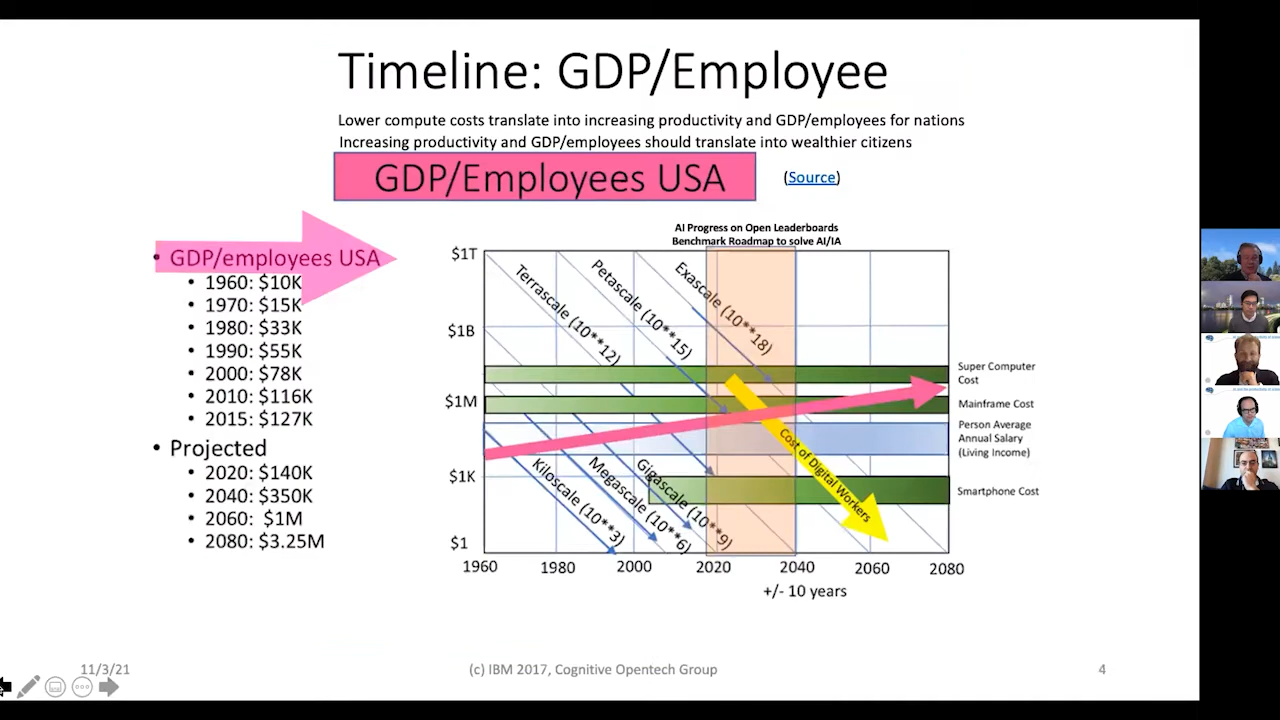 Timeline: GDP/Employee
Lower compute costs translate into increasing productivity and GDP/employees for nations
Increasing productivity and GDP/employees should translate into wealthier citizens
GDP/Employees USA
(Source)
• GDP/employees USA
• 1960: $10K
• 1970: $15K
• 1980: $33K
• 1990: $55K
• 2000: $78K
• 2010: $116K
• 2015: $127K
• Projected
• 2020: $140K
• 2040: $350K
• 2060: $1M
• 2080: $3.25M
AI Progress on Open Leaderboards
Benchmark Roadmap to solve AI/IA
$1T
$1B
$1M
$1K
$1
Terrascale (10**12)
Petascale (10**15)
Exascale (10**18)
Kiloscale (10**3)
Megascale (10**6)
Gigascale (10**9)
Cost of Digital Workers
Super Computer
Cost
Mainframe Cost
Person Average
Annual Salary
(Living Income)
Smartphone Cost
1960
1980
2000
2020
2040
2060
2080
+/- 10 years
11/3/21
(c) IBM 2017, Cognitive Opentech Group
4